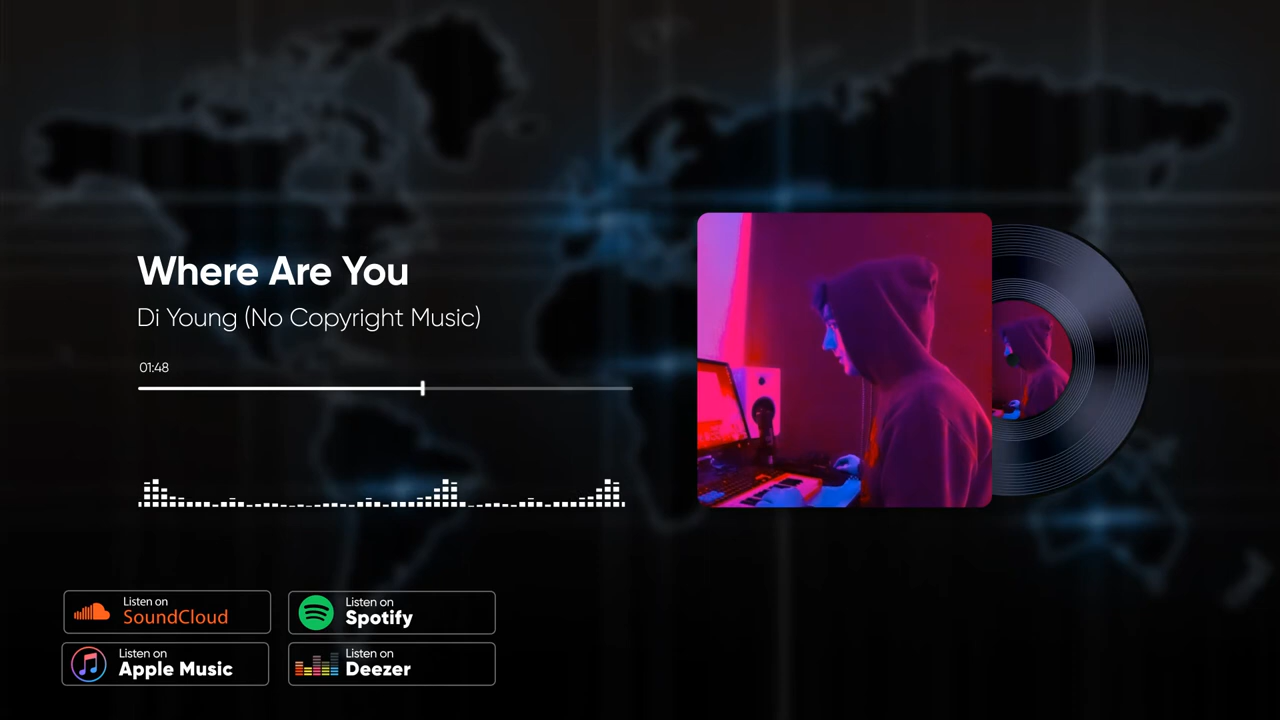 Where Are You
Di Young (No Copyright Music)
01:48
Listen on
SoundCloud
Listen on
Spotify
Listen on
Apple Music
Listen on
Deezer